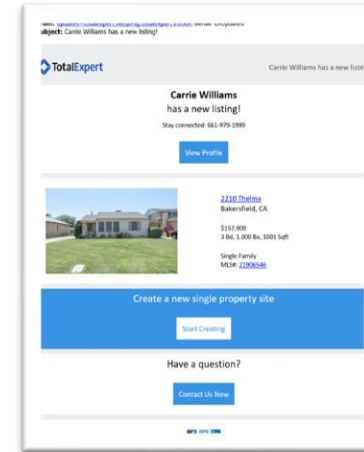 subject: Carrie Williams has a new listing!
TotalExpert
Carrie Williams has a new listin
Carrie Williams
has a new listing!
Stay connected: 661-979-1999
View Profile
2210 Thelma
Bakersfield, CA
$157,900
3 Bd, 1.000 Ba, 1001 Sqft
Single Family
MLS#: 21906546
Create a new single property site
Start Creating
Have a question?
Contact Us Now